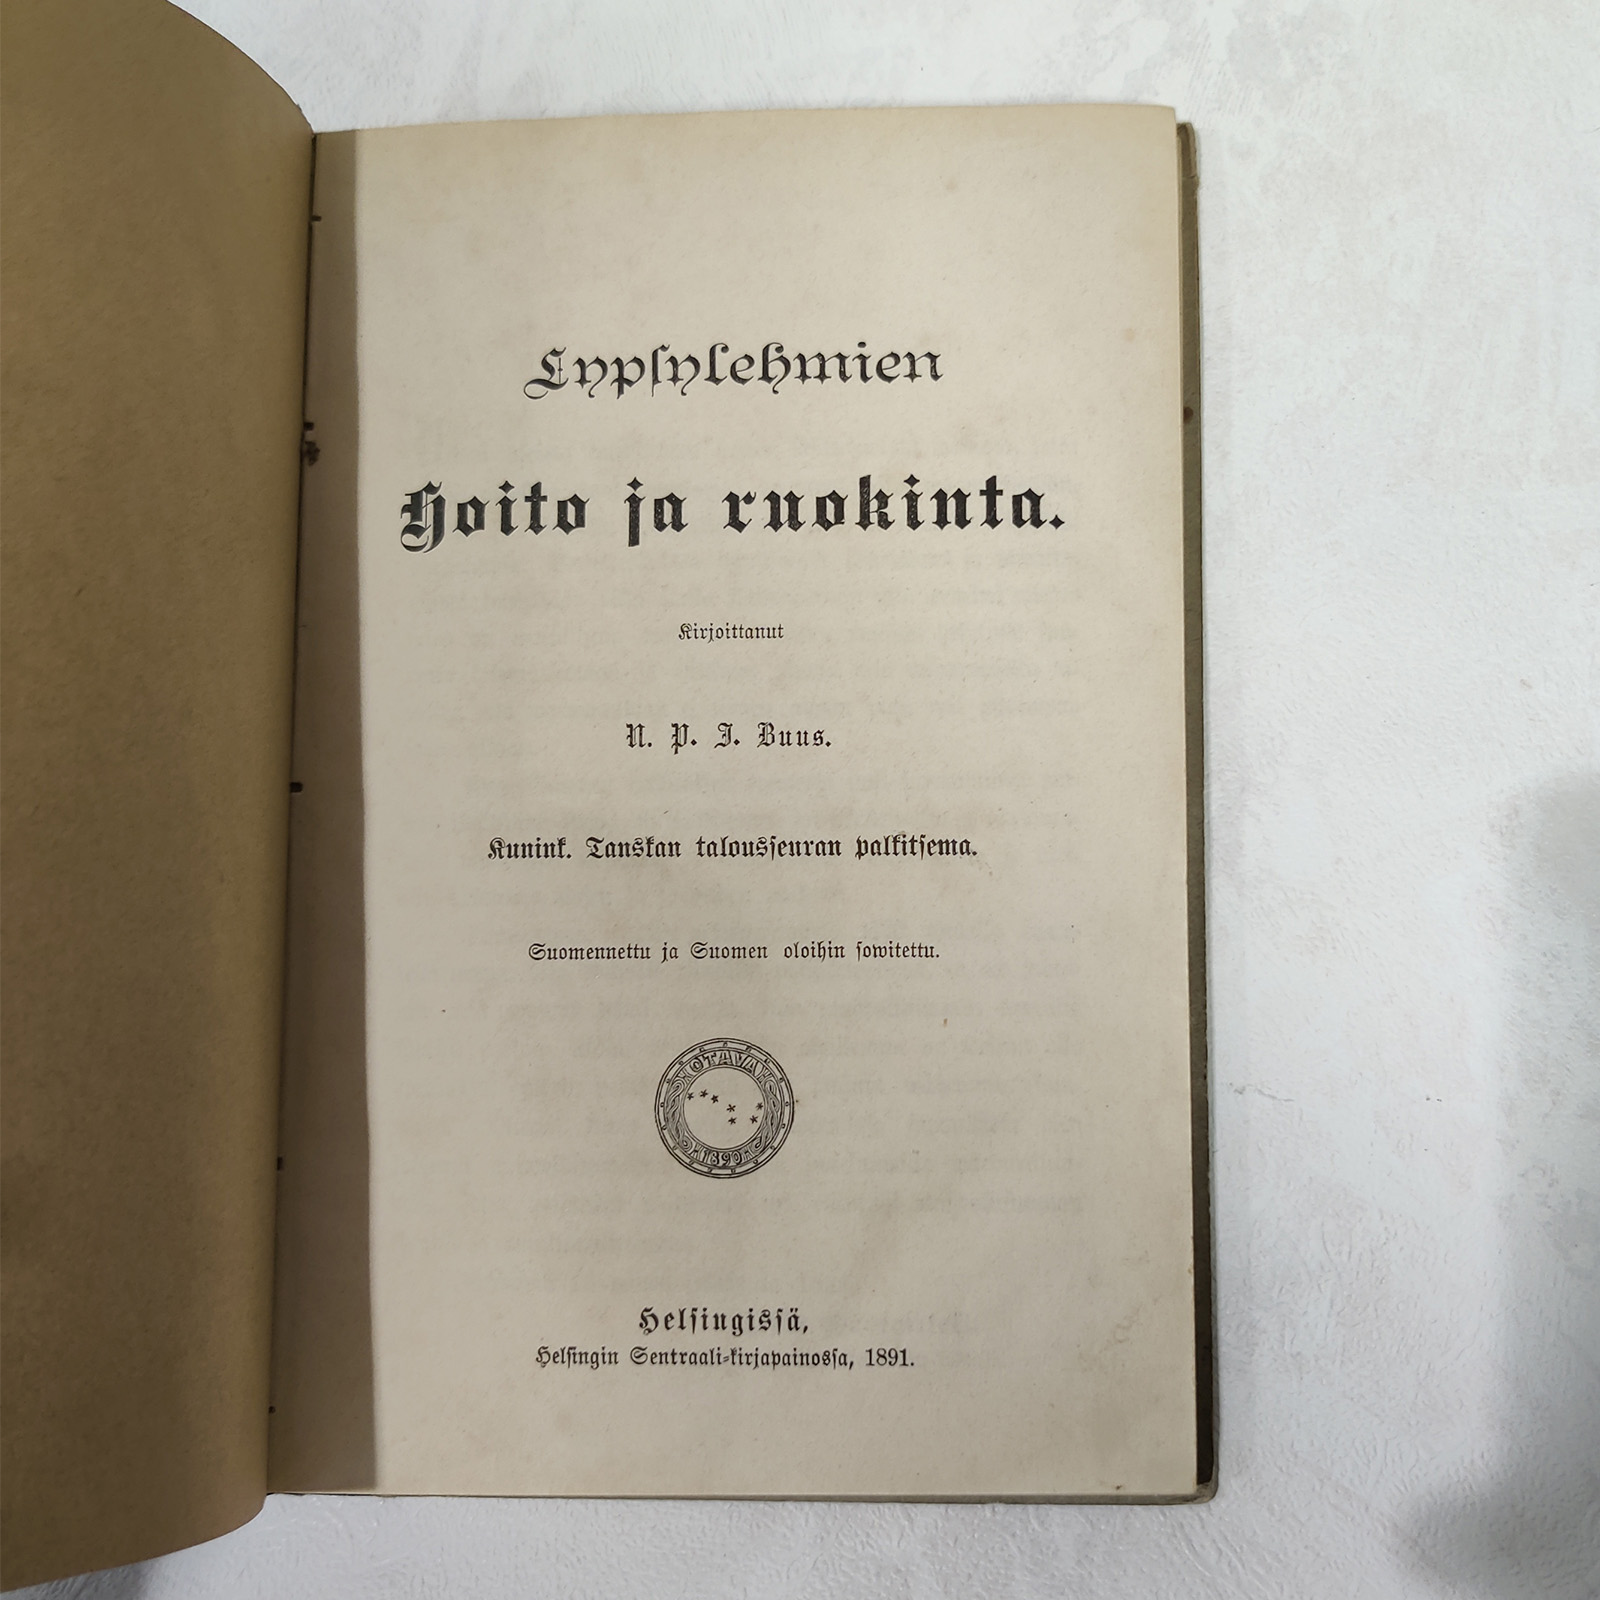 Lypsylehmien
Hoito ja ruokinta.
Kirjoittanut
N. P. J. Buus.
Kunink. Tanskan talousseuran palkitsema.
Suomennettu ja Suomen oloihin sowitettu.
OTAVA
1890
Helsingissä,
Helsingin Sentraali-kirjapainossa, 1891.